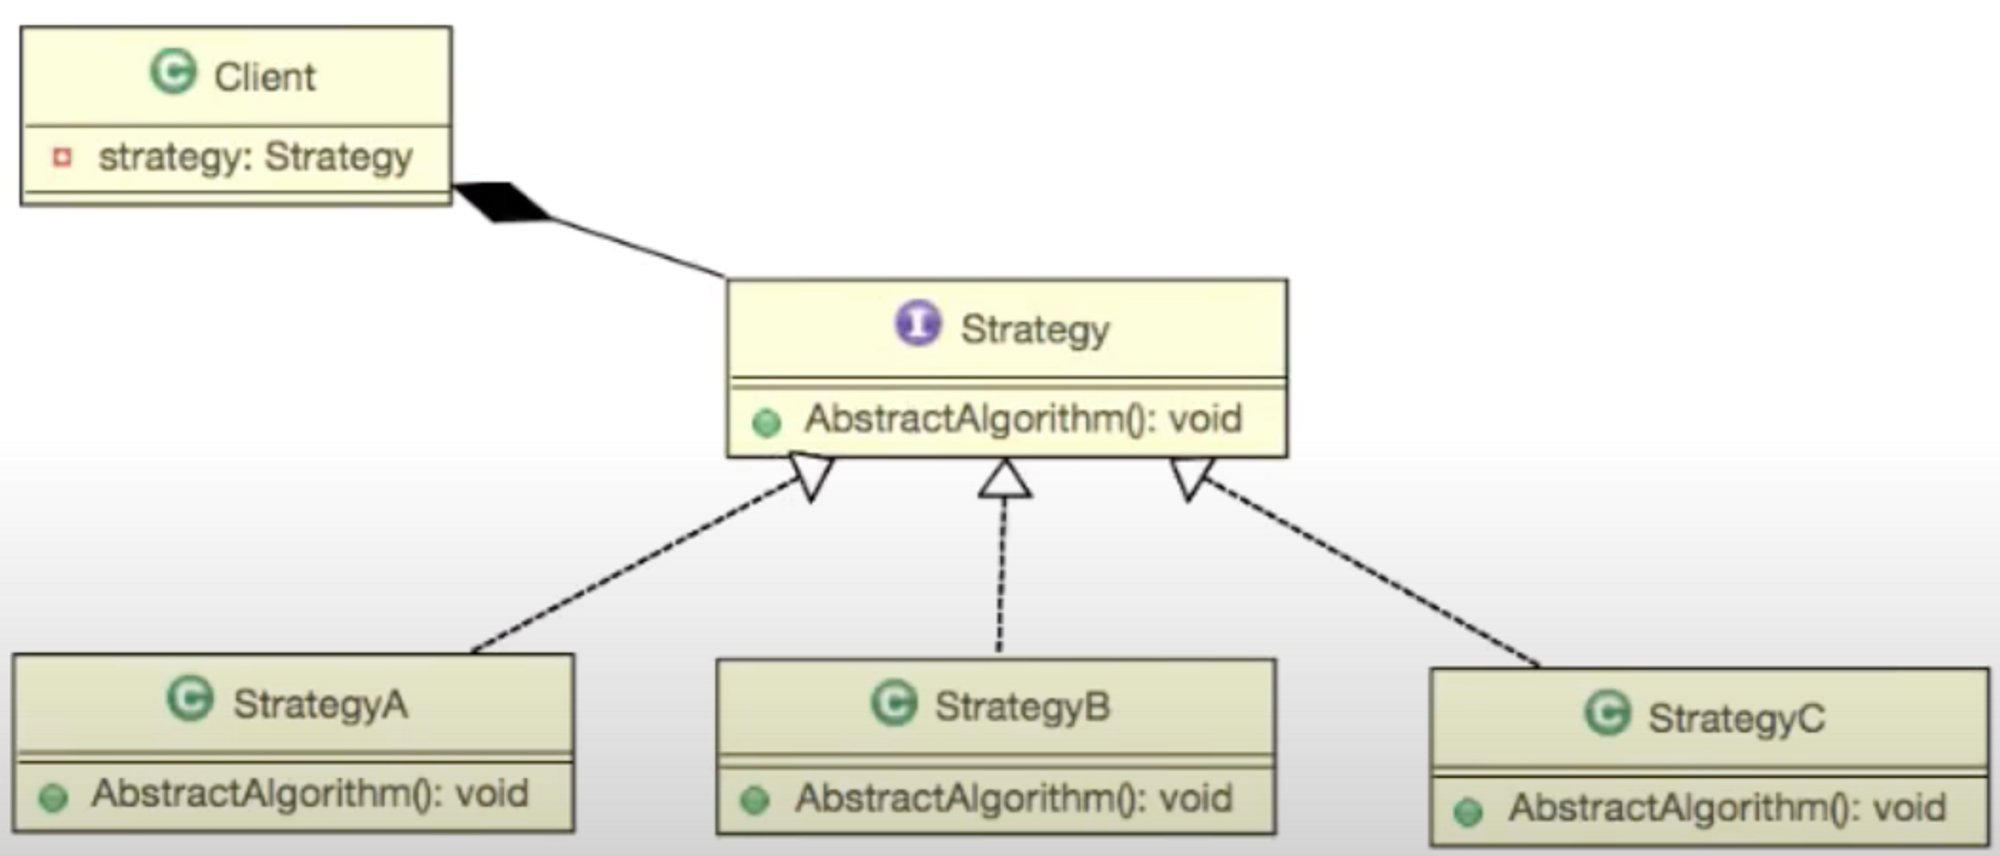 C Client
strategy: Strategy
I Strategy
AbstractAlgorithm(): void
C StrategyA
AbstractAlgorithm(): void
C StrategyB
AbstractAlgorithm(): void
C StrategyC
AbstractAlgorithm(): void